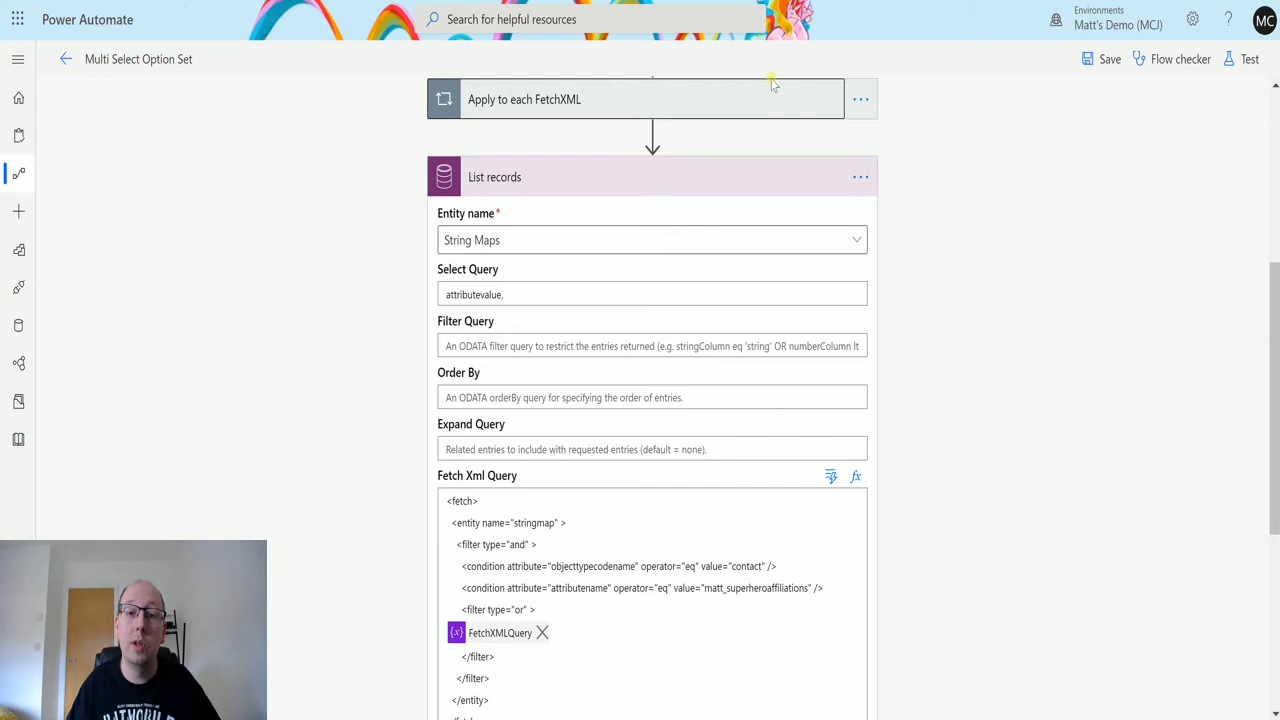 Power Automate
Search for helpful resources
Environments
Matt's Demo (MCJ)
MC
Multi Select Option Set
Save
Flow checker
Test
Apply to each FetchXML
List records
Entity name*
String Maps
Select Query
attributevalue,
Filter Query
An ODATA filter query to restrict the entries returned (e.g. stringColumn eq 'string' OR numberColumn lt
Order By
An ODATA orderBy query for specifying the order of entries.
Expand Query
Related entries to include with requested entries (default = none).
Fetch Xml Query
fx
<fetch>
<entity name="stringmap" >
<filter type="and" >
<condition attribute="objecttypecodename" operator="eq" value="contact" />
<condition attribute="attributename" operator="eq" value="matt_superheroaffiliations" />
<filter type="or" >
{x} FetchXMLQuery
</filter>
</filter>
</entity>